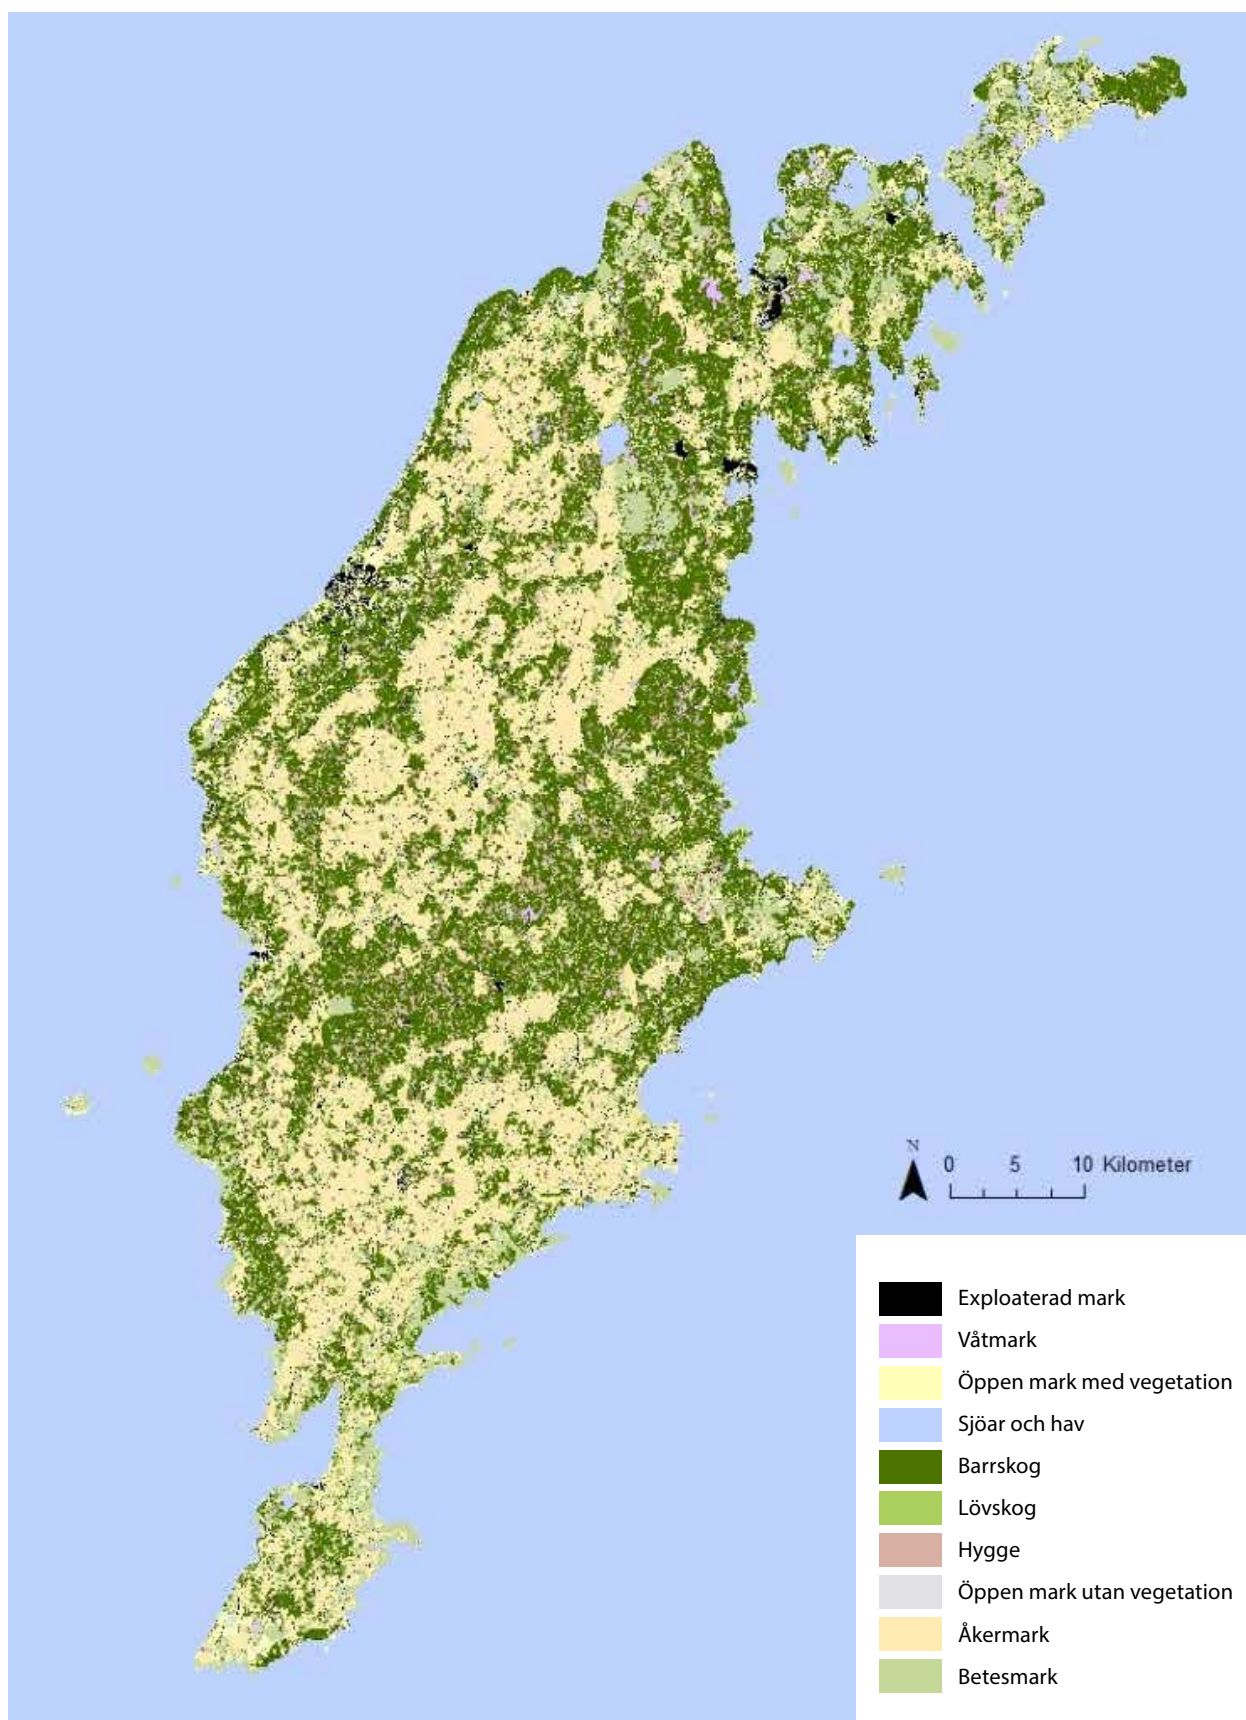 N
0 5 10 Kilometer
Exploaterad mark
Våtmark
Öppen mark med vegetation
Sjöar och hav
Barrskog
Lövskog
Hygge
Öppen mark utan vegetation
Åkermark
Betesmark